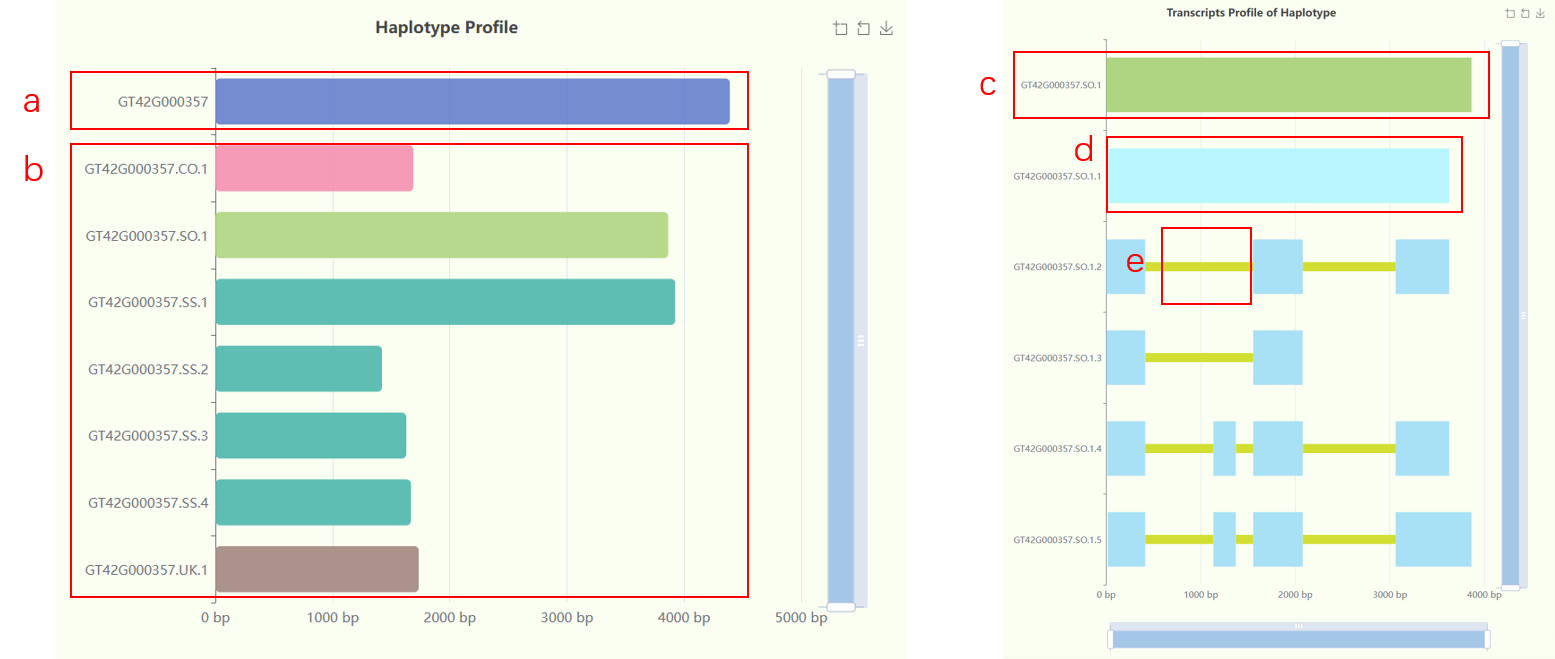 Haplotype Profile
a
GT42G000357
b
GT42G000357.CO.1
GT42G000357.SO.1
GT42G000357.SS.1
GT42G000357.SS.2
GT42G000357.SS.3
GT42G000357.SS.4
GT42G000357.UK.1
0 bp 1000 bp 2000 bp 3000 bp 4000 bp 5000 bp
Transcripts Profile of Haplotype
c
GT42G000357.SO.1
d
GT42G000357.SO.1.1
e
GT42G000357.SO.1.2
GT42G000357.SO.1.3
GT42G000357.SO.1.4
GT42G000357.SO.1.5
0 bp 1000 bp 2000 bp 3000 bp 4000 bp